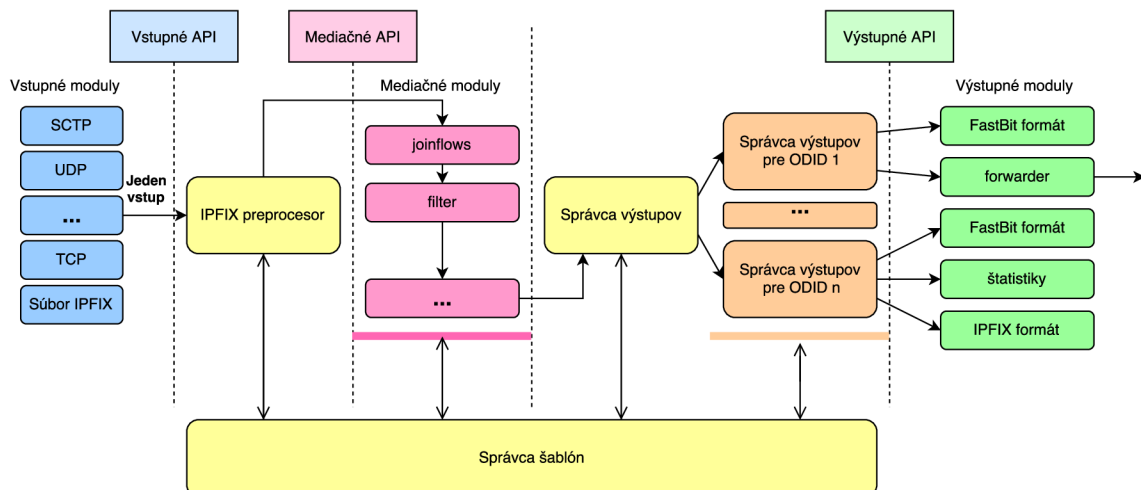 Vstupné API
Mediačné API
Výstupné API
Vstupné moduly
SCTP
UDP
...
TCP
Súbor IPFIX
Jeden
vstup
IPFIX preprocesor
Mediačné moduly
joinflows
filter
...
Správca výstupov
Správca výstupov
pre ODID 1
...
Správca výstupov
pre ODID n
Výstupné moduly
FastBit formát
forwarder
FastBit formát
štatistiky
IPFIX formát
Správca šablón